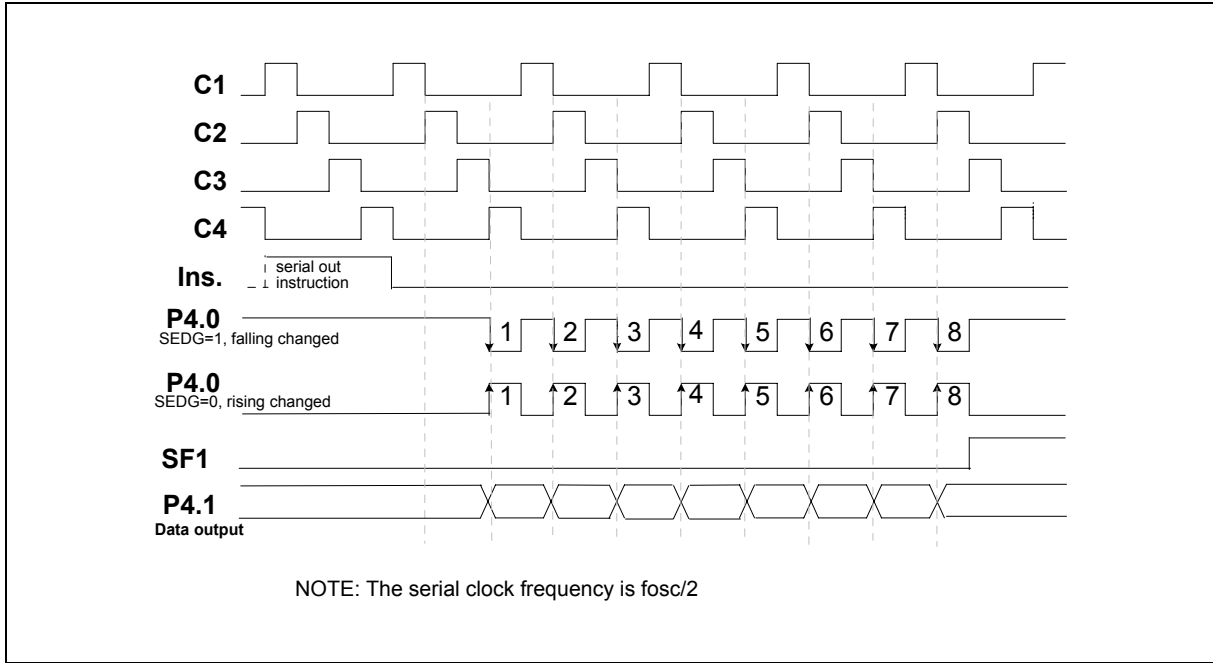 C1
C2
C3
C4
Ins.
serial out
instruction
P4.0
SEDG=1, falling changed
1 2 3 4 5 6 7 8
P4.0
SEDG=0, rising changed
1 2 3 4 5 6 7 8
SF1
P4.1
Data output
NOTE: The serial clock frequency is fosc/2